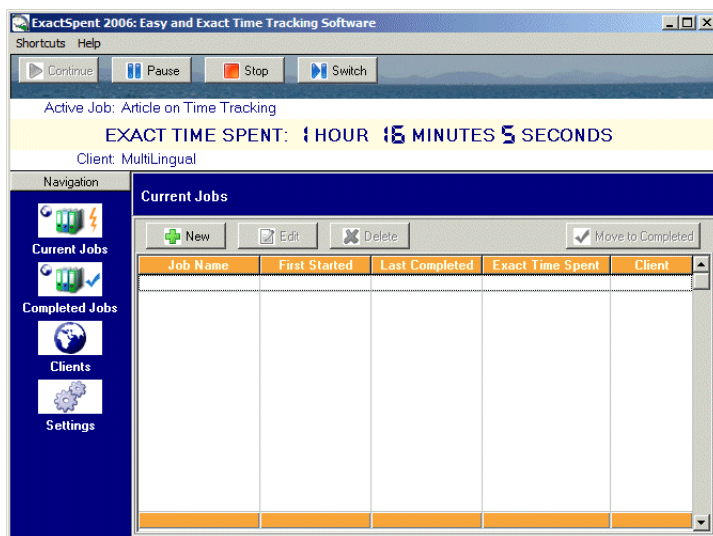 ExactSpent 2006: Easy and Exact Time Tracking Software
Shortcuts Help
Continue Pause Stop Switch
Active Job: Article on Time Tracking
EXACT TIME SPENT: 1 HOUR 16 MINUTES 5 SECONDS
Client: MultiLingual
Navigation
Current Jobs
New Edit Delete Move to Completed
Current Jobs
Job Name First Started Last Completed Exact Time Spent Client
Completed Jobs
Clients
Settings